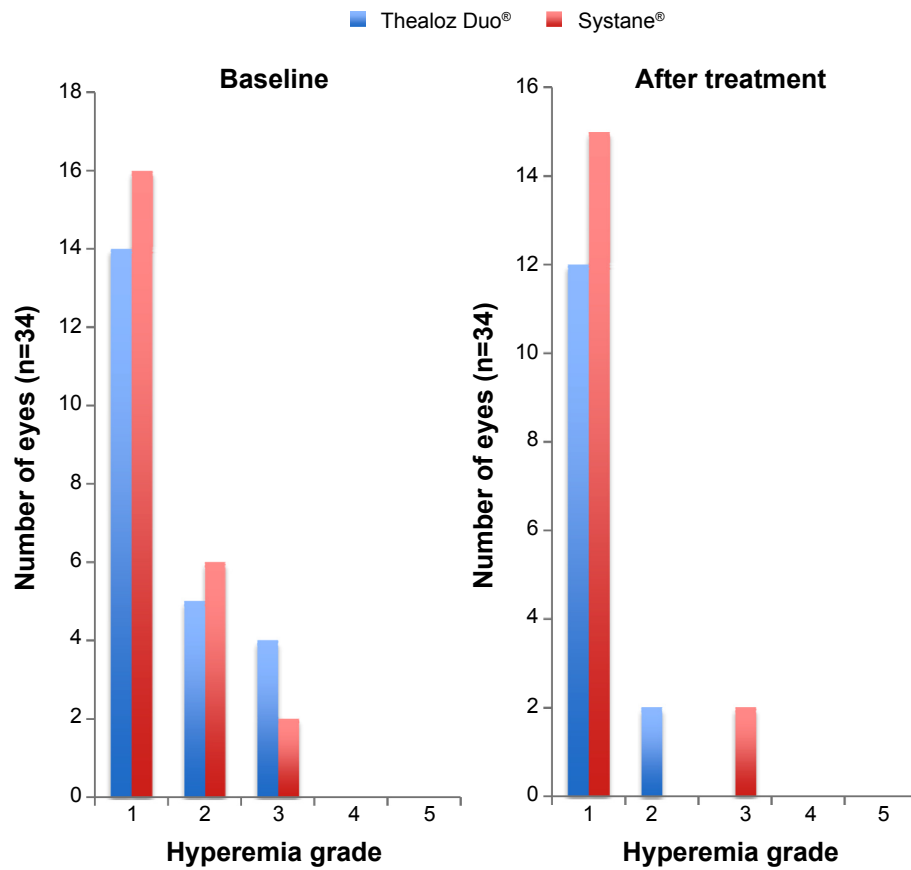 Thealoz Duo® Systane®
Baseline
18
16
14
12
10
8
6
4
2
0
Number of eyes (n=34)
1 2 3 4 5
Hyperemia grade
After treatment
16
14
12
10
8
6
4
2
0
Number of eyes (n=34)
1 2 3 4 5
Hyperemia grade